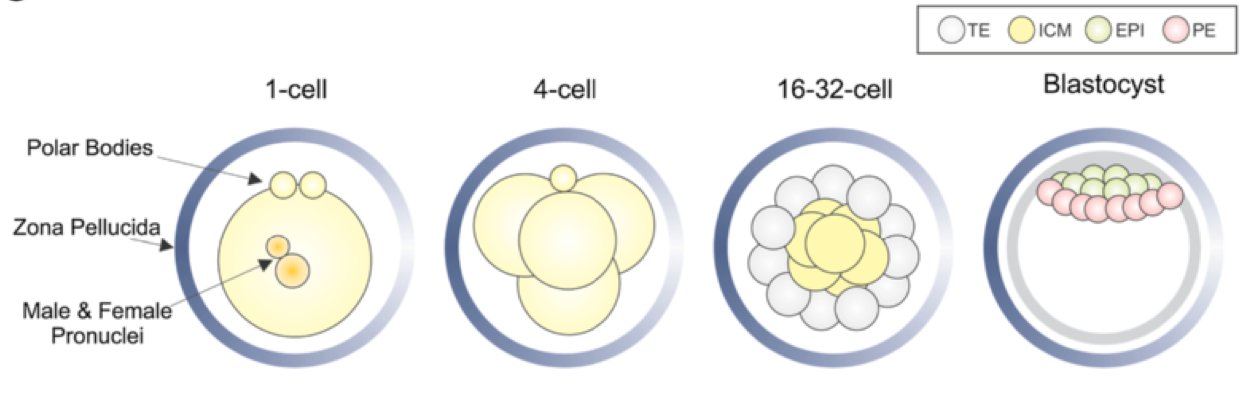 TE ICM EPI PE
1-cell
4-cell
16-32-cell
Blastocyst
Polar Bodies
Zona Pellucida
Male & Female
Pronuclei